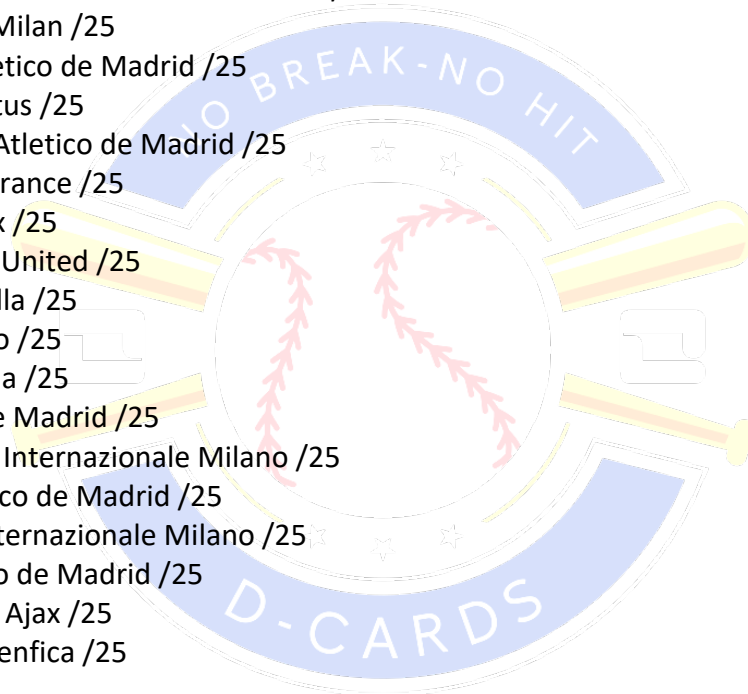 NO BREAK-NO HIT
Milan /25
etico de Madrid /25
tus /25
Atletico de Madrid /25
rance /25
x /25
United /25
lla /25
o /25
a /25
e Madrid /25
Internazionale Milano /25
co de Madrid /25
ternazionale Milano /25
o de Madrid /25
Ajax /25
enfica /25
D-CARDS